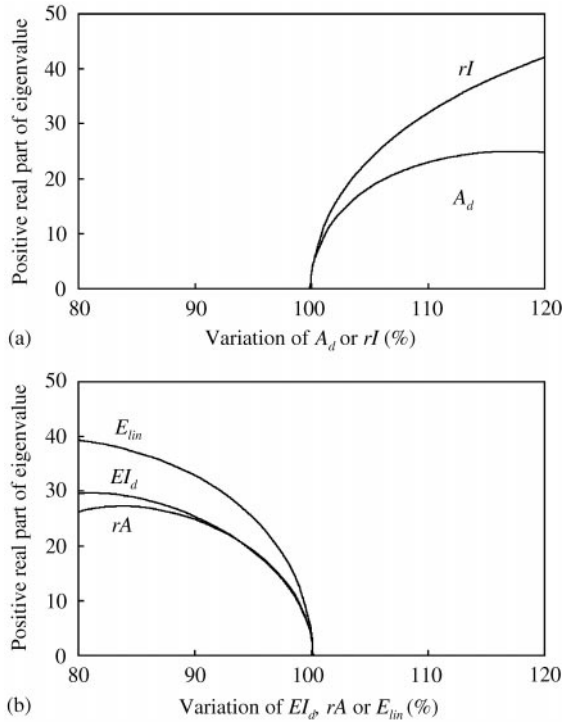 50
40
30
20
10
0
Positive real part of eigenvalue
rI
A_d
80 90 100 110 120
(a) Variation of A_d or rI (%)
50
40
30
20
10
0
Positive real part of eigenvalue
E_lin
EI_d
rA
80 90 100 110 120
(b) Variation of EI_d, rA or E_lin (%)